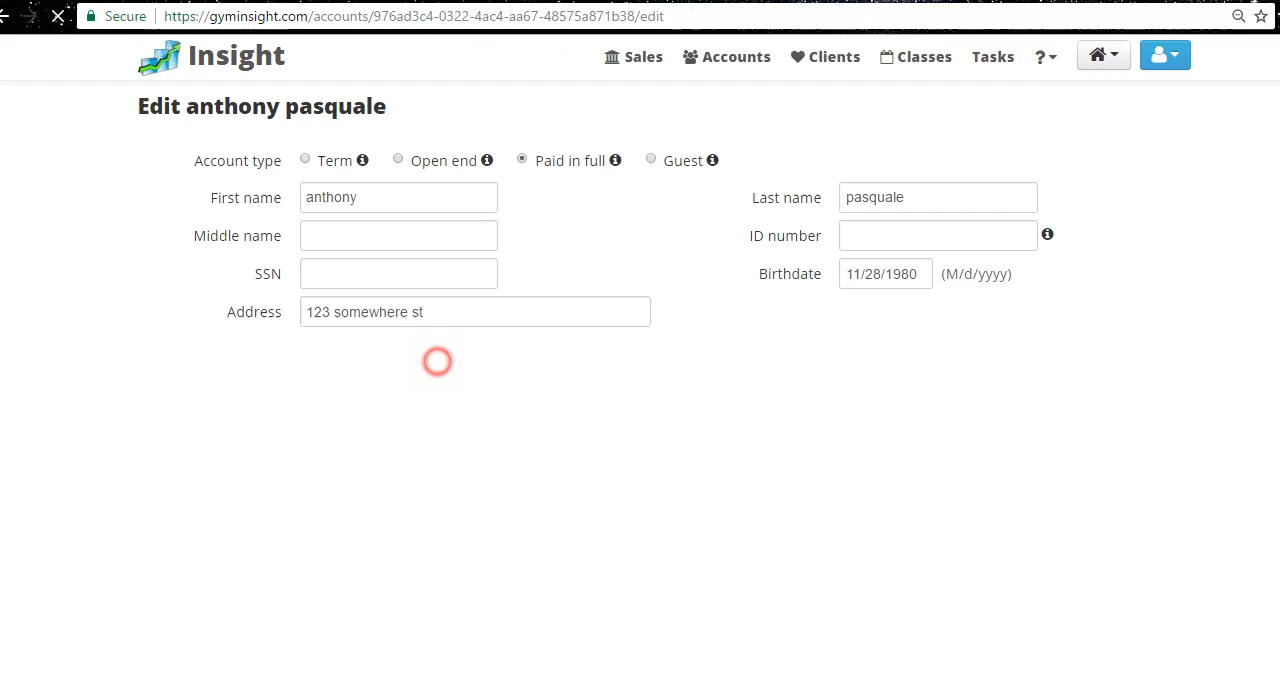 Secure https://gyminsight.com/accounts/976ad3c4-0322-4ac4-aa67-48575a871b38/edit
Insight Sales Accounts Clients Classes Tasks ?
Edit anthony pasquale
Account type Term Open end Paid in full Guest
First name anthony Last name pasquale
Middle name ID number
SSN Birthdate 11/28/1980 (M/d/yyyy)
Address 123 somewhere st